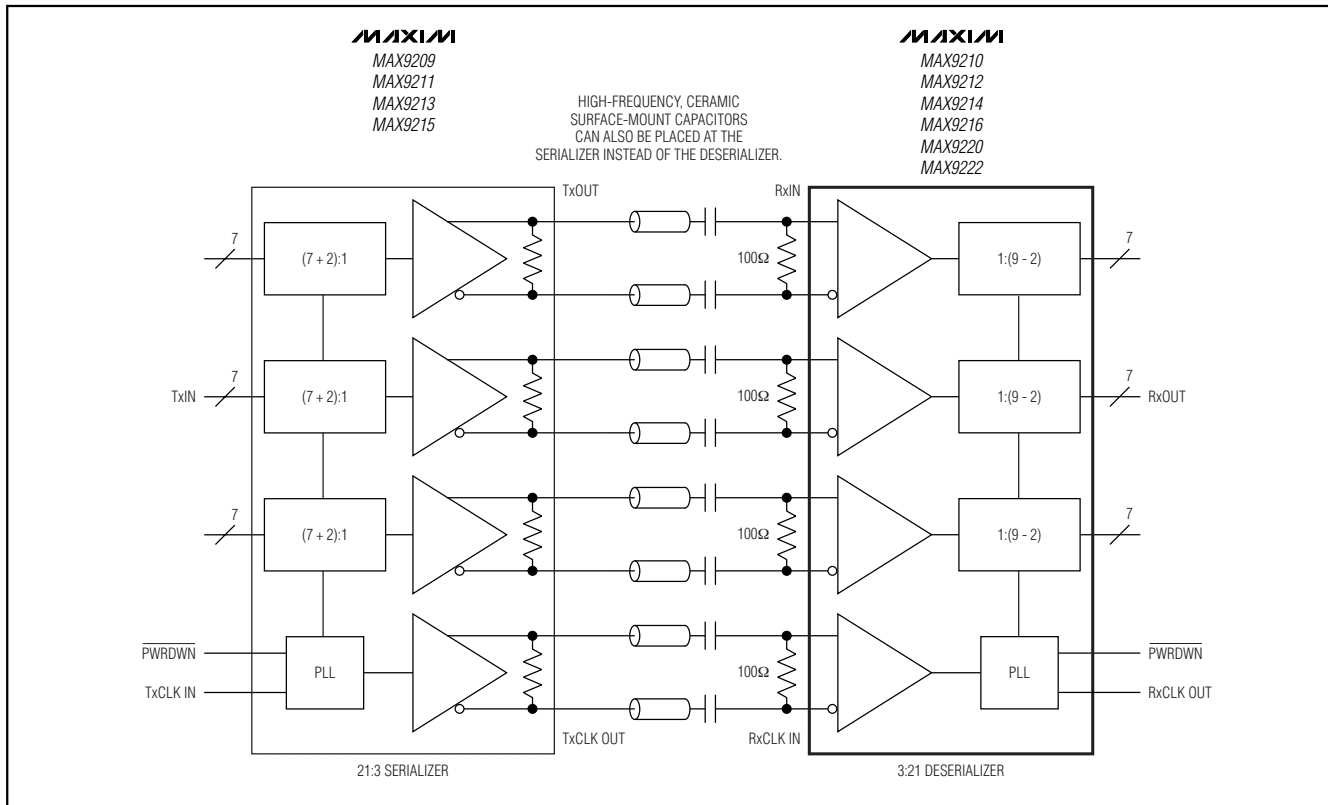 MAXIM
MAX9209
MAX9211
MAX9213
MAX9215
MAXIM
MAX9210
MAX9212
MAX9214
MAX9216
MAX9220
MAX9222
HIGH-FREQUENCY, CERAMIC
SURFACE-MOUNT CAPACITORS
CAN ALSO BE PLACED AT THE
SERIALIZER INSTEAD OF THE DESERIALIZER.
TxOUT
RxIN
7
(7 + 2):1
100Ω
1:(9 - 2)
7
TxIN
7
(7 + 2):1
100Ω
1:(9 - 2)
7
RxOUT
7
(7 + 2):1
100Ω
1:(9 - 2)
7
PWRDWN
TxCLK IN
PLL
100Ω
PLL
PWRDWN
RxCLK OUT
TxCLK OUT
RxCLK IN
21:3 SERIALIZER
3:21 DESERIALIZER